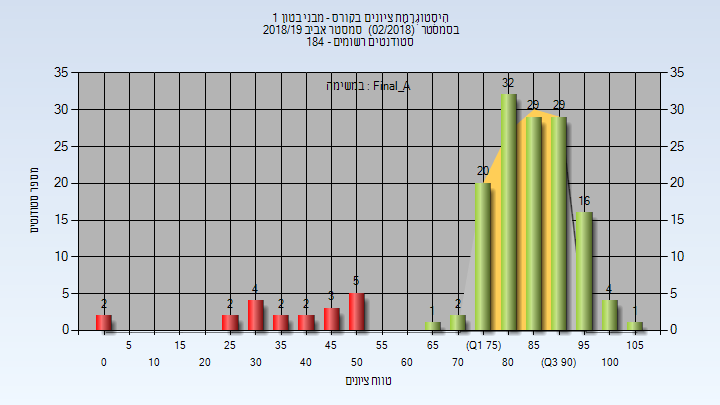 הִיסְטוֹגְרָמַת ציונים בקורס - מבני בטון 1
בסמסטר (02/2018) סמסטר אביב 2018/19
סטודנטים רשומים - 184
במשימה : Final_A
35 35
30 30
25 25
20 20
15 15
10 10
5 5
0 0
מספר סטודנטים
2 2 4 2 2 3 5 1 2 20 32 29 29 16 4 1
5 15 25 35 45 55 65 (Q1 75) 85 95 105
0 10 20 30 40 50 60 70 80 (Q3 90) 100
טווח ציונים